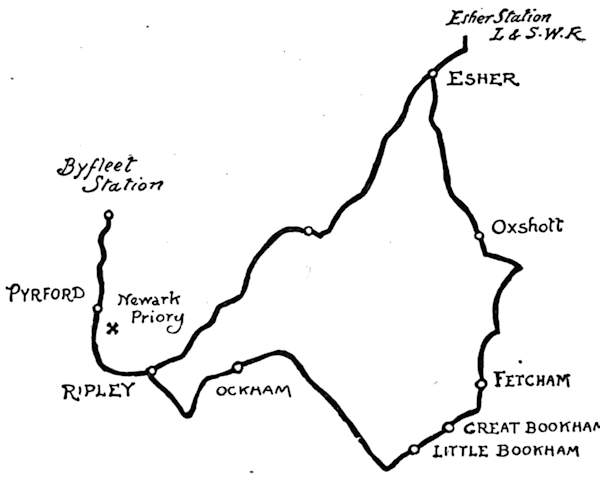 Esher Station
L & S.W.R
ESHER
Byfleet
Station
Oxshott
PYRFORD
Newark
Priory
RIPLEY
OCKHAM
FETCHAM
GREAT BOOKHAM
LITTLE BOOKHAM